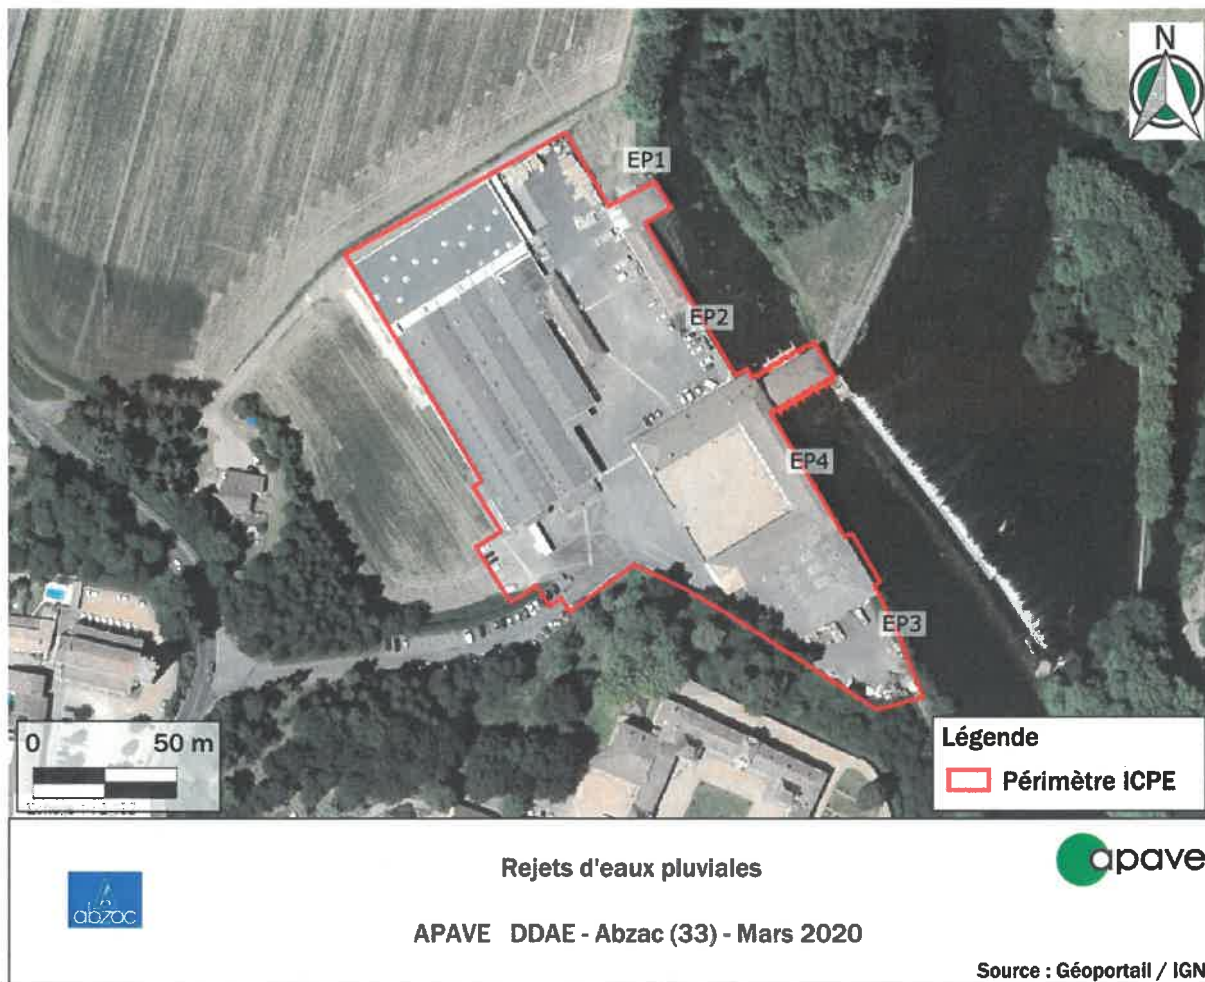 N
EP1
EP2
EP4
EP3
0 50 m
Légende
Périmètre ICPE
Rejets d'eaux pluviales
apave
abzac
APAVE DDAE - Abzac (33) - Mars 2020
Source : Géoportail / IGN